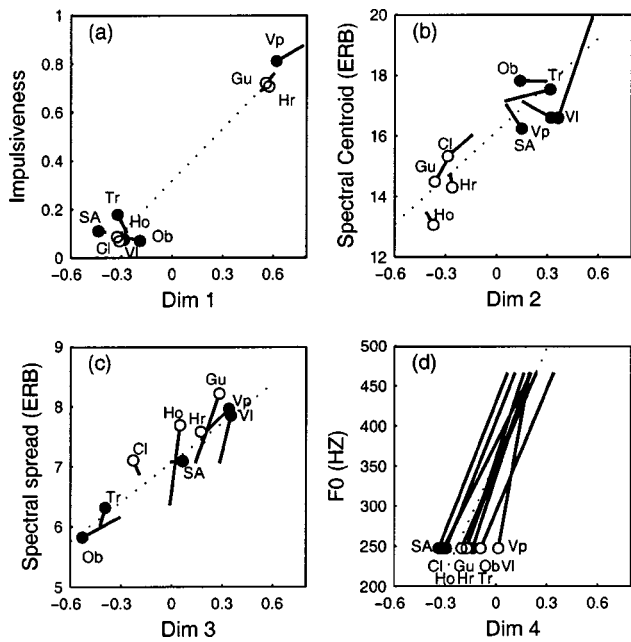 (a)
Impulsiveness
1
0.8
0.6
0.4
0.2
0
−0.6 −0.3 0 0.3 0.6
Dim 1
Vp
Gu
Hr
Tr
SA
Ho
Cl
Vl
Ob
(b)
Spectral Centroid (ERB)
20
18
16
14
12
−0.6 −0.3 0 0.3 0.6
Dim 2
Ob
Tr
Cl
Vp
Vl
SA
Gu
Hr
Ho
(c)
Spectral spread (ERB)
9
8
7
6
5
−0.6 −0.3 0 0.3 0.6
Dim 3
Gu
Ho
Hr
Vp
Vl
Cl
SA
Tr
Ob
(d)
F0 (HZ)
500
450
400
350
300
250
200
−0.6 −0.3 0 0.3 0.6
Dim 4
SA
Vp
Cl Gu Ob Vl
Ho Hr Tr